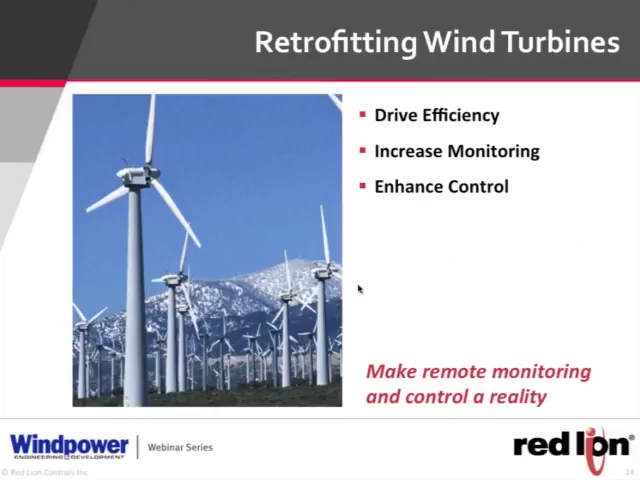 Retrofitting Wind Turbines
Drive Efficiency
Increase Monitoring
Enhance Control
Make remote monitoring
and control a reality
Windpower
ENGINEERING & DEVELOPMENT
Webinar Series
red lion®
© Red Lion Controls Inc.
14